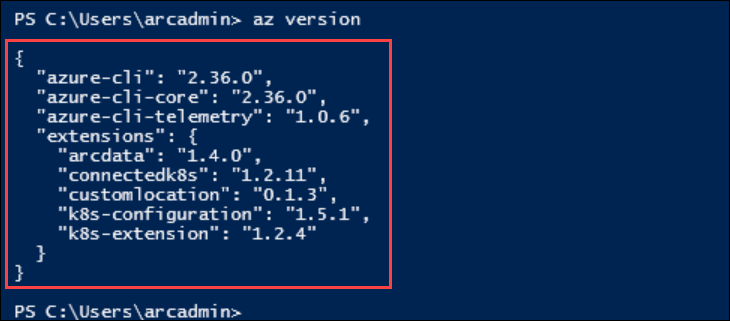 PS C:\Users\arcadmin> az version
{
  "azure-cli": "2.36.0",
  "azure-cli-core": "2.36.0",
  "azure-cli-telemetry": "1.0.6",
  "extensions": {
    "arcdata": "1.4.0",
    "connectedk8s": "1.2.11",
    "customlocation": "0.1.3",
    "k8s-configuration": "1.5.1",
    "k8s-extension": "1.2.4"
  }
}
PS C:\Users\arcadmin>